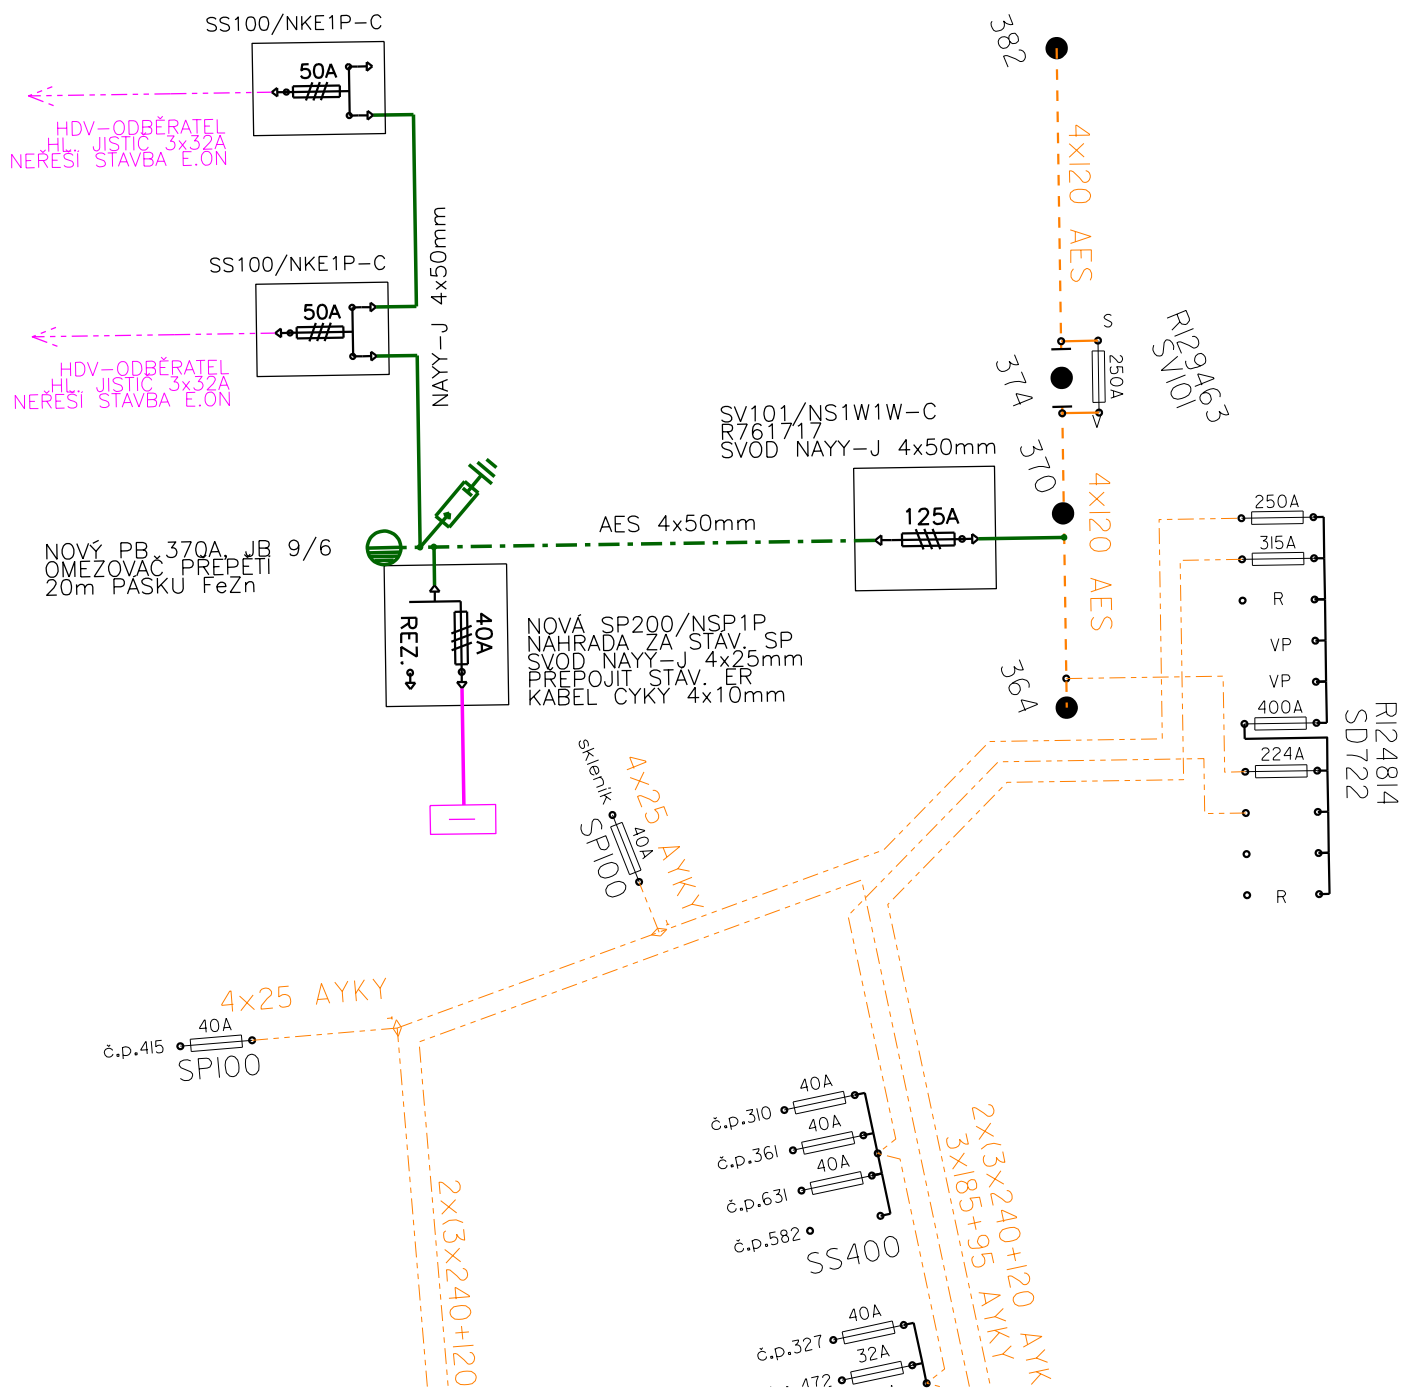 SS100/NKE1P-C
50A
HDV-ODBĚRATEL
HL. JISTIČ 3x32A
NEŘEŠÍ STAVBA E.ON
SS100/NKE1P-C
50A
HDV-ODBĚRATEL
HL. JISTIČ 3x32A
NEŘEŠÍ STAVBA E.ON
NAYY-J 4x50mm
382
4x120 AES
S
250A
374
R129463
SV101
SV101/NS1W1W-C
R761717
SVOD NAYY-J 4x50mm
125A
370
4x120 AES
364
AES 4x50mm
NOVÝ PB 370A, JB 9/6
OMEZOVAČ PŘEPĚTÍ
20m PÁSKU FeZn
40A
REZ.
NOVÁ SP200/NSP1P
NÁHRADA ZA STÁV. SP
SVOD NAYY-J 4x25mm
PŘEPOJIT STÁV. ER
KABEL CYKY 4x10mm
250A
315A
R
VP
VP
400A
224A
R
R124814
SD722
skleník
40A
SP100
4x25 AYKY
4x25 AYKY
č.p.415
40A
SP100
č.p.310
40A
č.p.361
40A
č.p.631
40A
č.p.582
SS400
2x(3x240+120
2x(3x240+120 AYK
3x185+95 AYKY
č.p.327
40A
32A